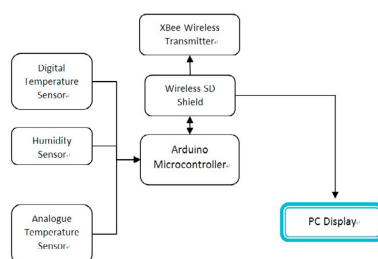 XBee Wireless
Transmitter
Digital
Temperature
Sensor
Wireless SD
Shield
Humidity
Sensor
Arduino
Microcontroller
Analogue
Temperature
Sensor
PC Display